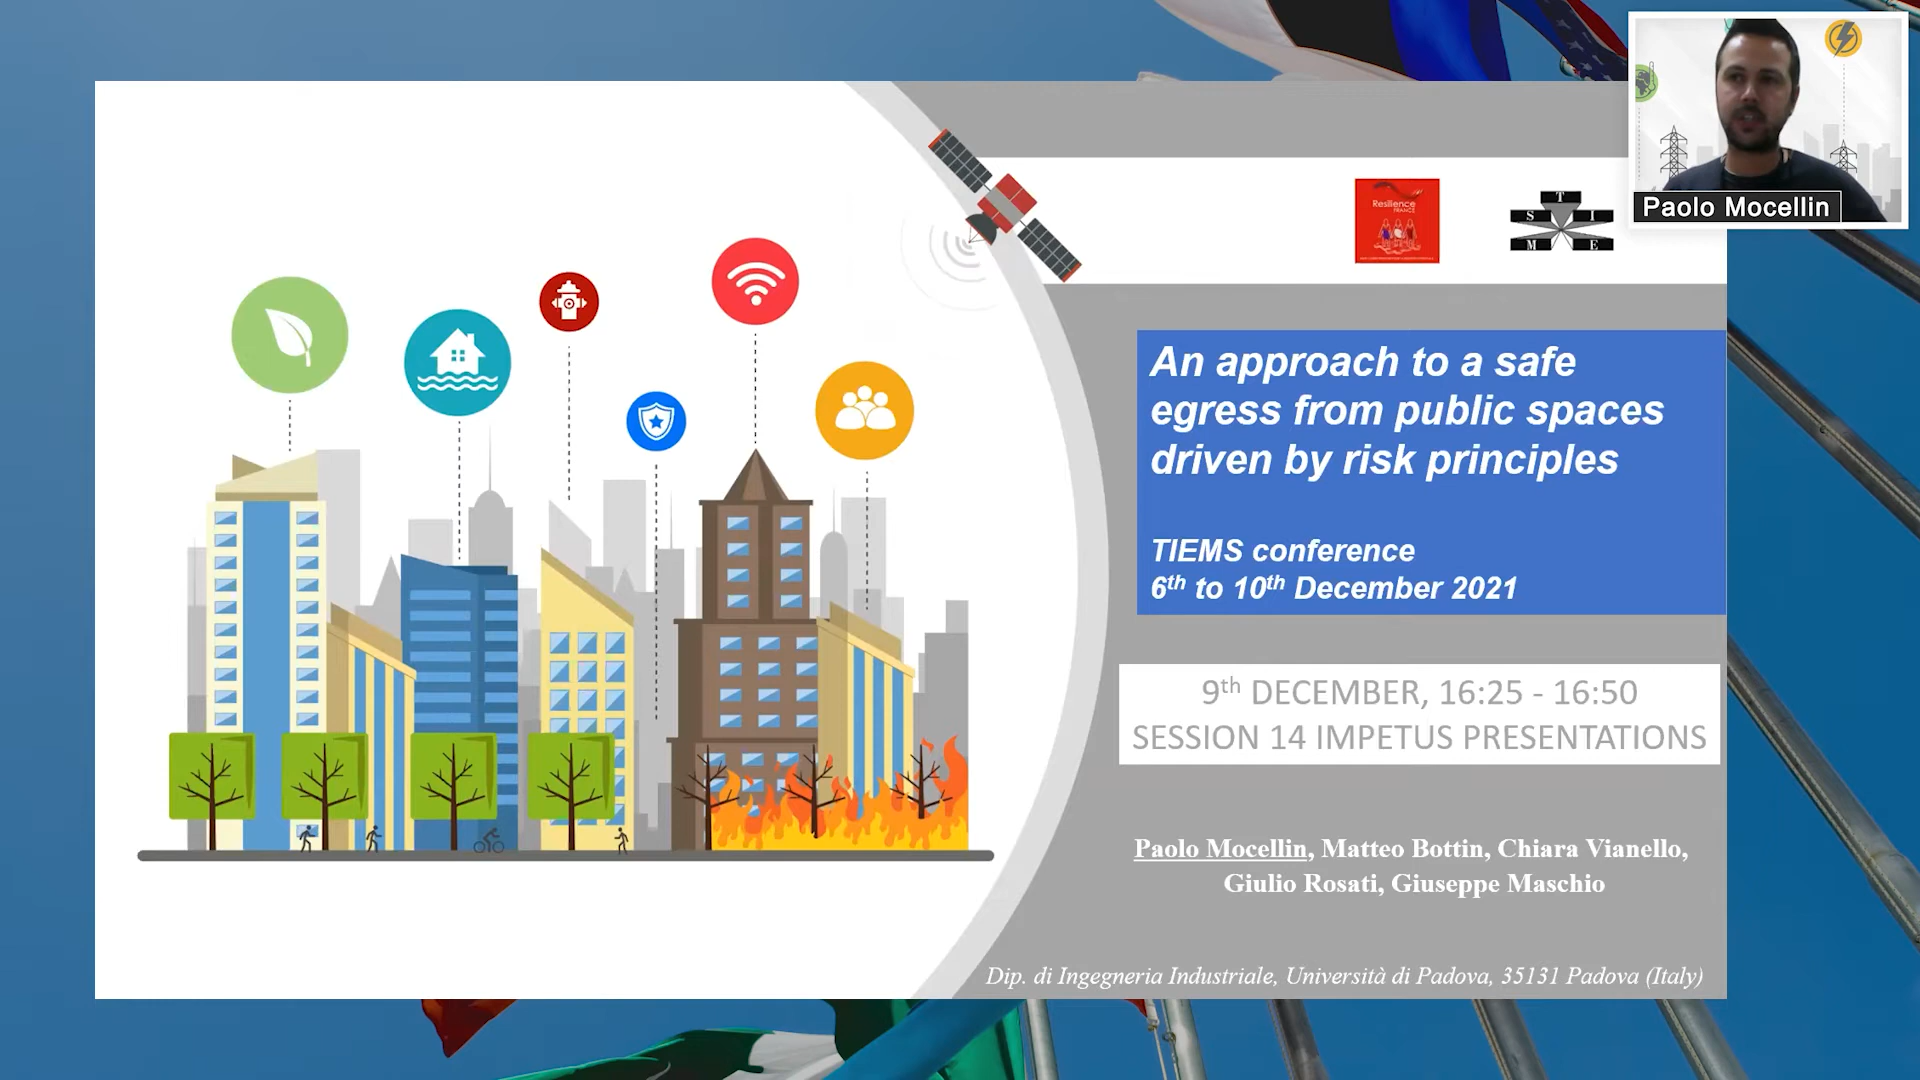 Paolo Mocellin
Resilience
FRANCE
T
S I
M E
An approach to a safe
egress from public spaces
driven by risk principles
TIEMS conference
6th to 10th December 2021
9th DECEMBER, 16:25 - 16:50
SESSION 14 IMPETUS PRESENTATIONS
Paolo Mocellin, Matteo Bottin, Chiara Vianello,
Giulio Rosati, Giuseppe Maschio
Dip. di Ingegneria Industriale, Università di Padova, 35131 Padova (Italy)